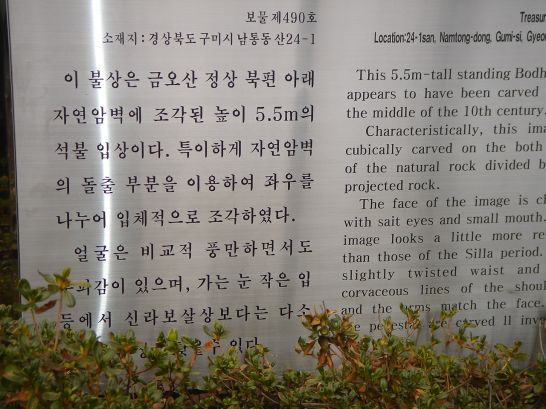 보물 제490호
소재지 : 경상북도 구미시 남통동 산24-1
이 불상은 금오산 정상 북편 아래
자연암벽에 조각된 높이 5.5m의
석불 입상이다. 특이하게 자연암벽
의 돌출 부분을 이용하여 좌우를
나누어 입체적으로 조각하였다.
얼굴은 비교적 풍만하면서도
있으며, 가는 눈 작은 입
등에서 신라보살상보다는 다소
있다
Treasur
Location:24-1san, Namtong-dong, Gumi-si, Gyeo
This 5.5m-tall standing Bodh
appears to have been carved
the middle of the 10th century.
Characteristically, this ima
cubically carved on the both
of the natural rock divided b
projected rock.
The face of the image is ch
with sait eyes and small mouth.
image looks a little more re
than those of the Silla period.
slightly twisted waist and
corvaceous lines of the shoul
and the arms match the face.
pedestal are carved ll inve